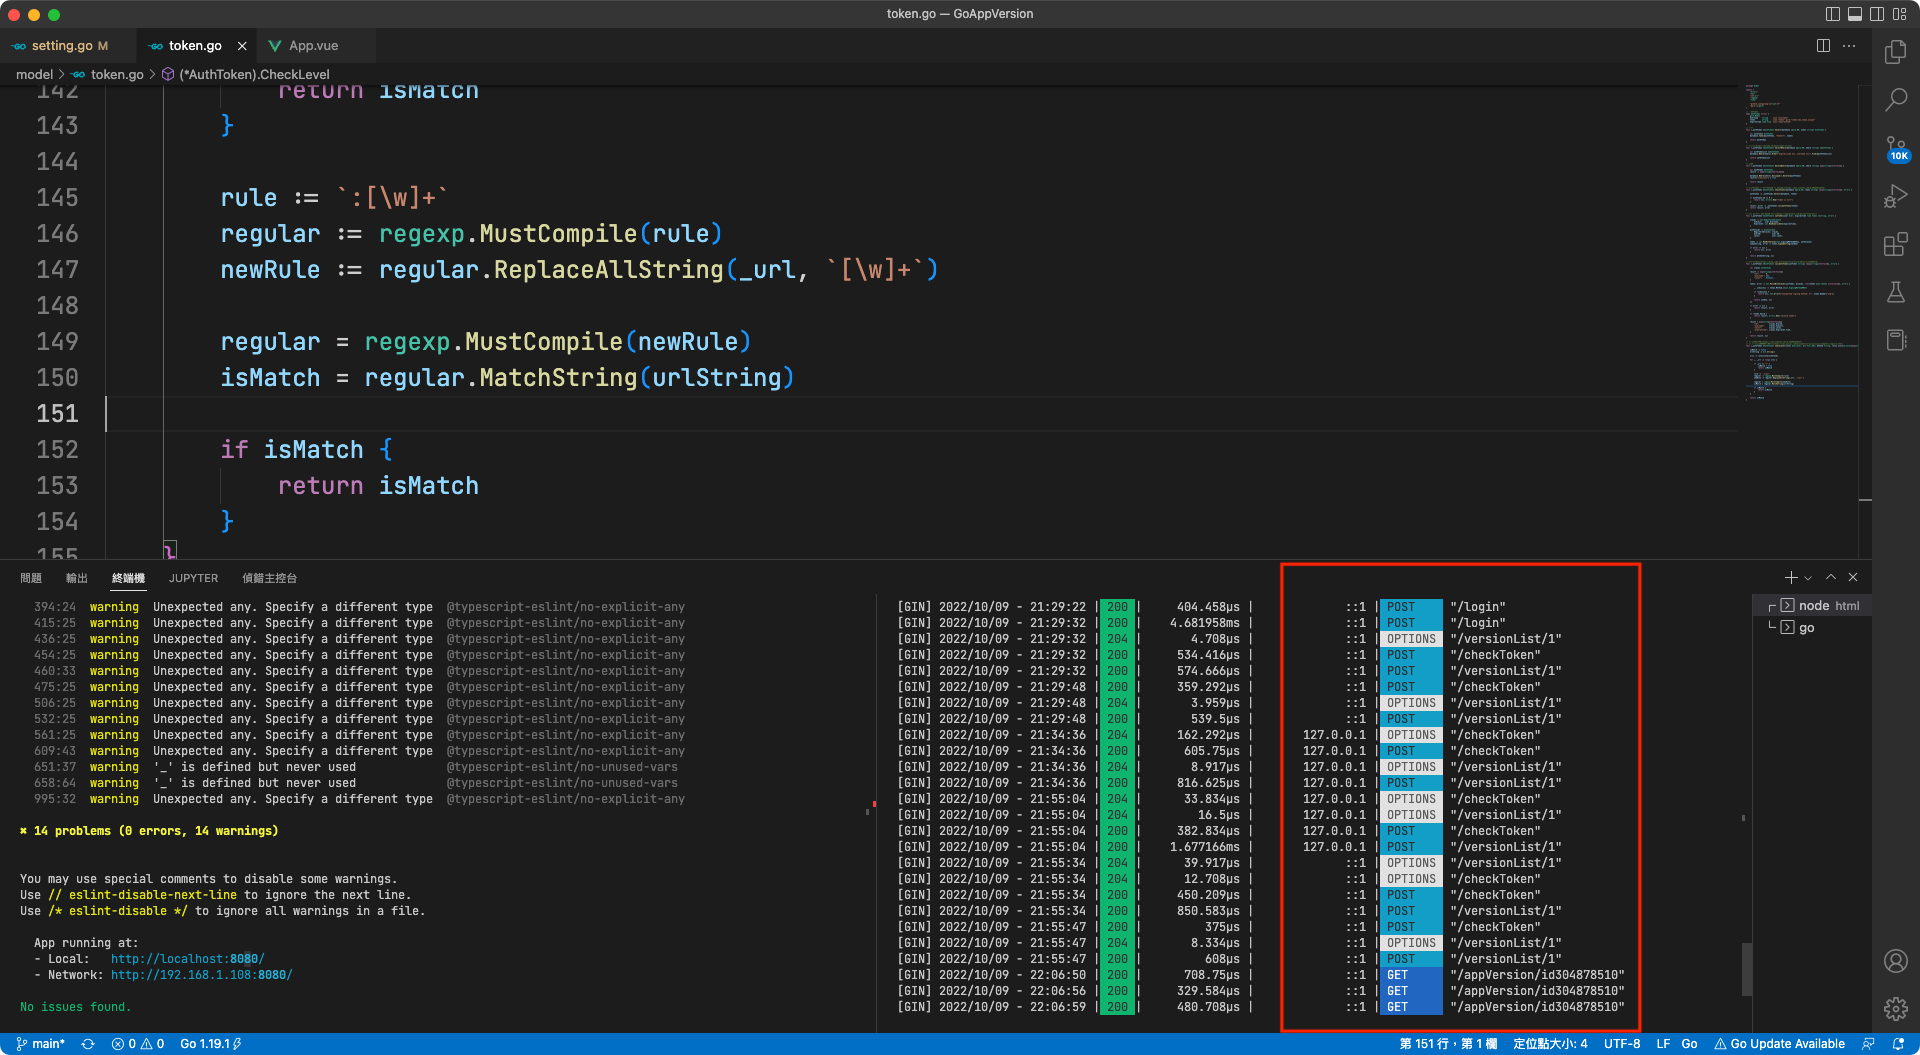 token.go — GoAppVersion
setting.go M
token.go
App.vue
model > token.go > (*AuthToken).CheckLevel
142 return isMatch
143 }
144
145 rule := `:[\w]+`
146 regular := regexp.MustCompile(rule)
147 newRule := regular.ReplaceAllString(_url, `[\w]+`)
148
149 regular = regexp.MustCompile(newRule)
150 isMatch = regular.MatchString(urlString)
151
152 if isMatch {
153 return isMatch
154 }
155 }
10K
問題 輸出 終端機 JUPYTER 偵錯主控台
394:24 warning Unexpected any. Specify a different type @typescript-eslint/no-explicit-any
415:25 warning Unexpected any. Specify a different type @typescript-eslint/no-explicit-any
436:25 warning Unexpected any. Specify a different type @typescript-eslint/no-explicit-any
454:25 warning Unexpected any. Specify a different type @typescript-eslint/no-explicit-any
460:33 warning Unexpected any. Specify a different type @typescript-eslint/no-explicit-any
475:25 warning Unexpected any. Specify a different type @typescript-eslint/no-explicit-any
506:25 warning Unexpected any. Specify a different type @typescript-eslint/no-explicit-any
532:25 warning Unexpected any. Specify a different type @typescript-eslint/no-explicit-any
561:25 warning Unexpected any. Specify a different type @typescript-eslint/no-explicit-any
609:43 warning Unexpected any. Specify a different type @typescript-eslint/no-explicit-any
651:37 warning '_' is defined but never used @typescript-eslint/no-unused-vars
658:64 warning '_' is defined but never used @typescript-eslint/no-unused-vars
995:32 warning Unexpected any. Specify a different type @typescript-eslint/no-explicit-any
✖ 14 problems (0 errors, 14 warnings)
You may use special comments to disable some warnings.
Use // eslint-disable-next-line to ignore the next line.
Use /* eslint-disable */ to ignore all warnings in a file.
App running at:
- Local: http://localhost:8080/
- Network: http://192.168.1.108:8080/
No issues found.
[GIN] 2022/10/09 - 21:29:22 | 200 | 404.458µs | ::1 | POST "/login"
[GIN] 2022/10/09 - 21:29:32 | 200 | 4.681958ms | ::1 | POST "/login"
[GIN] 2022/10/09 - 21:29:32 | 204 | 4.708µs | ::1 | OPTIONS "/versionList/1"
[GIN] 2022/10/09 - 21:29:32 | 200 | 534.416µs | ::1 | POST "/checkToken"
[GIN] 2022/10/09 - 21:29:32 | 200 | 574.666µs | ::1 | POST "/versionList/1"
[GIN] 2022/10/09 - 21:29:48 | 200 | 359.292µs | ::1 | POST "/checkToken"
[GIN] 2022/10/09 - 21:29:48 | 204 | 3.959µs | ::1 | OPTIONS "/versionList/1"
[GIN] 2022/10/09 - 21:29:48 | 200 | 539.5µs | ::1 | POST "/versionList/1"
[GIN] 2022/10/09 - 21:34:36 | 204 | 162.292µs | 127.0.0.1 | OPTIONS "/checkToken"
[GIN] 2022/10/09 - 21:34:36 | 200 | 605.75µs | 127.0.0.1 | POST "/checkToken"
[GIN] 2022/10/09 - 21:34:36 | 204 | 8.917µs | 127.0.0.1 | OPTIONS "/versionList/1"
[GIN] 2022/10/09 - 21:34:36 | 200 | 816.625µs | 127.0.0.1 | POST "/versionList/1"
[GIN] 2022/10/09 - 21:55:04 | 204 | 33.834µs | 127.0.0.1 | OPTIONS "/checkToken"
[GIN] 2022/10/09 - 21:55:04 | 204 | 16.5µs | 127.0.0.1 | OPTIONS "/versionList/1"
[GIN] 2022/10/09 - 21:55:04 | 200 | 382.834µs | 127.0.0.1 | POST "/checkToken"
[GIN] 2022/10/09 - 21:55:04 | 200 | 1.677166ms | 127.0.0.1 | POST "/versionList/1"
[GIN] 2022/10/09 - 21:55:34 | 204 | 39.917µs | ::1 | OPTIONS "/versionList/1"
[GIN] 2022/10/09 - 21:55:34 | 204 | 12.708µs | ::1 | OPTIONS "/checkToken"
[GIN] 2022/10/09 - 21:55:34 | 200 | 450.209µs | ::1 | POST "/checkToken"
[GIN] 2022/10/09 - 21:55:34 | 200 | 850.583µs | ::1 | POST "/versionList/1"
[GIN] 2022/10/09 - 21:55:47 | 200 | 375µs | ::1 | POST "/checkToken"
[GIN] 2022/10/09 - 21:55:47 | 204 | 8.334µs | ::1 | OPTIONS "/versionList/1"
[GIN] 2022/10/09 - 21:55:47 | 200 | 608µs | ::1 | POST "/versionList/1"
[GIN] 2022/10/09 - 22:06:50 | 200 | 708.75µs | ::1 | GET "/appVersion/id304878510"
[GIN] 2022/10/09 - 22:06:56 | 200 | 329.584µs | ::1 | GET "/appVersion/id304878510"
[GIN] 2022/10/09 - 22:06:59 | 200 | 480.708µs | ::1 | GET "/appVersion/id304878510"
node html
go
main* 0 0 Go 1.19.1
第 151 行，第 1 欄 定位點大小: 4 UTF-8 LF Go Go Update Available